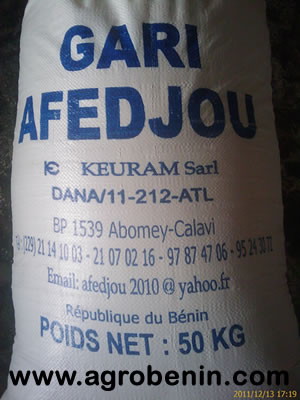 GARI
AFEDJOU
KEURAM Sarl
DANA/11-212-ATL
BP 1539 Abomey-Calavi
Tél (229) 21 14 10 03 - 21 07 02 16 - 97 87 47 06 - 95 24 30 72
Email: afedjou 2010 @ yahoo.fr
République du Bénin
POIDS NET : 50 KG
www.agrobenin.com
2011/12/13 17:19